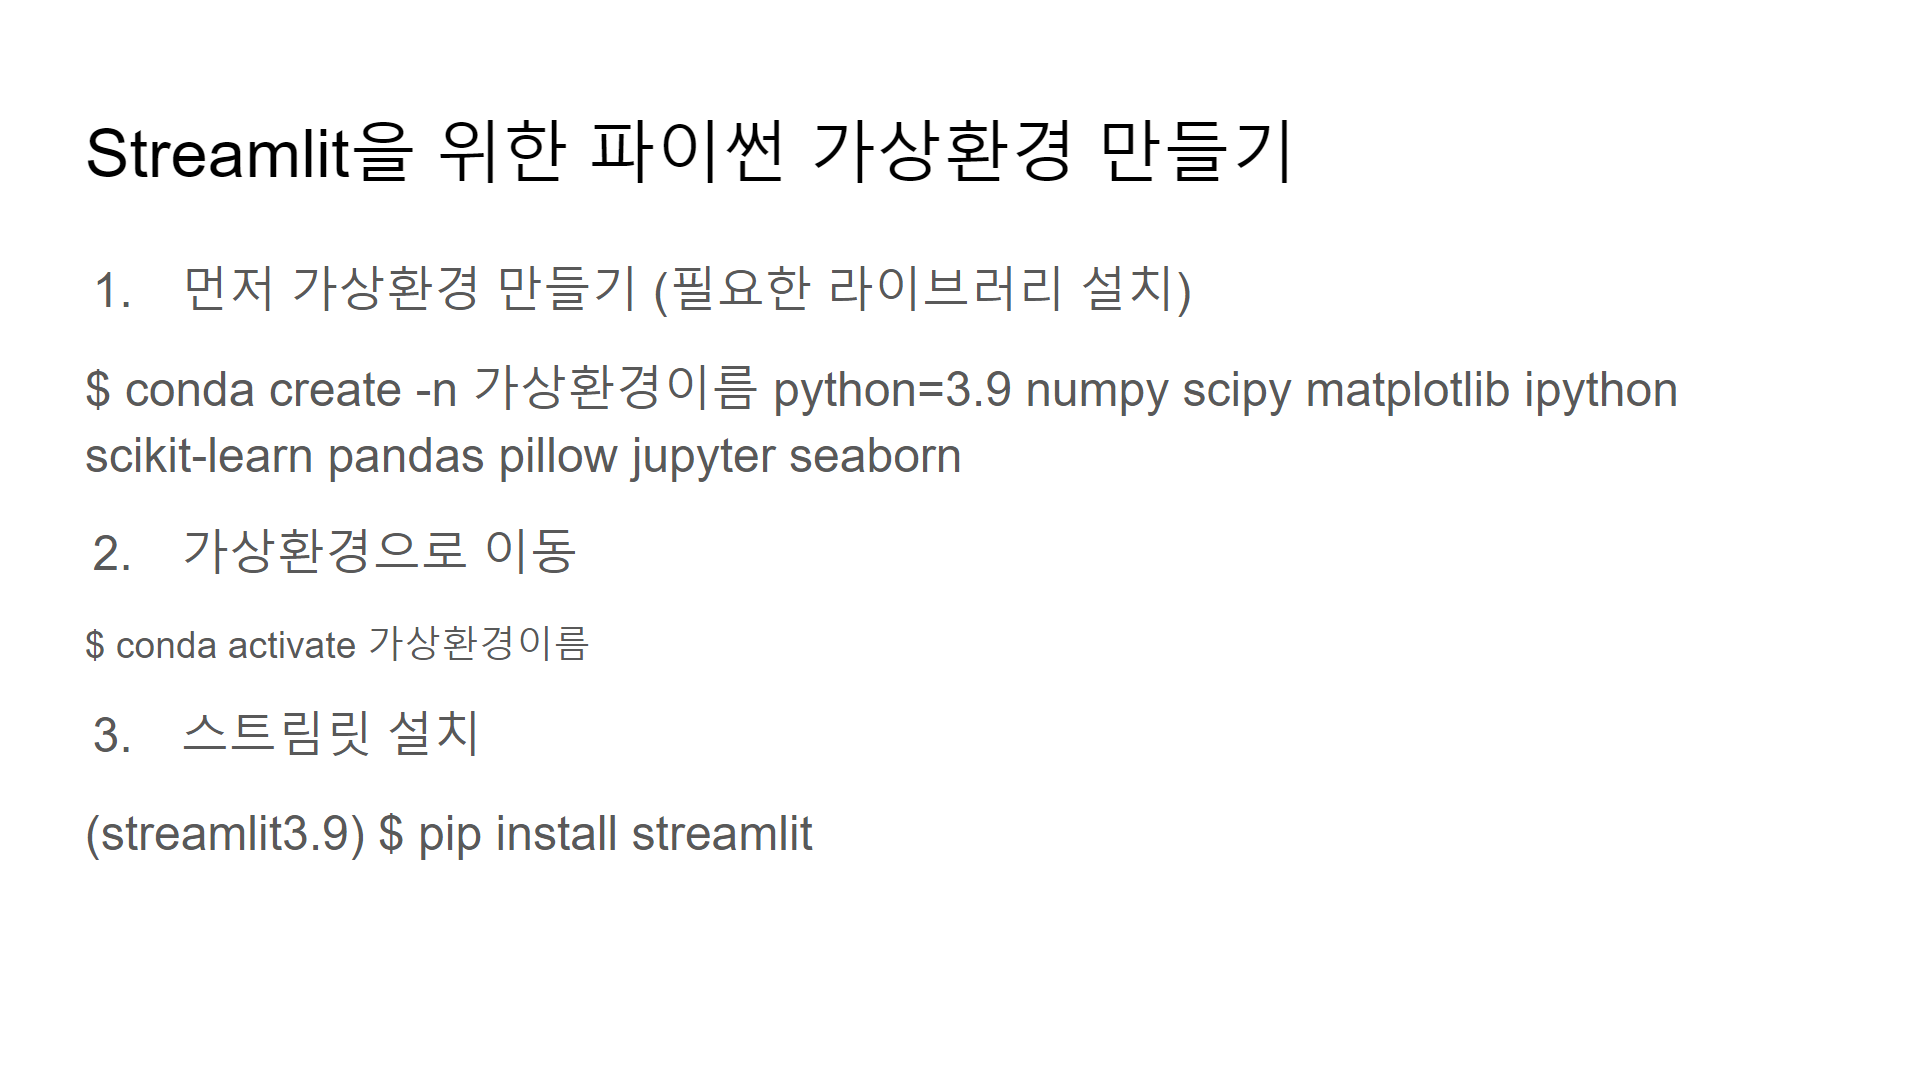 Streamlit을 위한 파이썬 가상환경 만들기
1. 먼저 가상환경 만들기 (필요한 라이브러리 설치)
$ conda create -n 가상환경이름 python=3.9 numpy scipy matplotlib ipython
scikit-learn pandas pillow jupyter seaborn
2. 가상환경으로 이동
$ conda activate 가상환경이름
3. 스트림릿 설치
(streamlit3.9) $ pip install streamlit